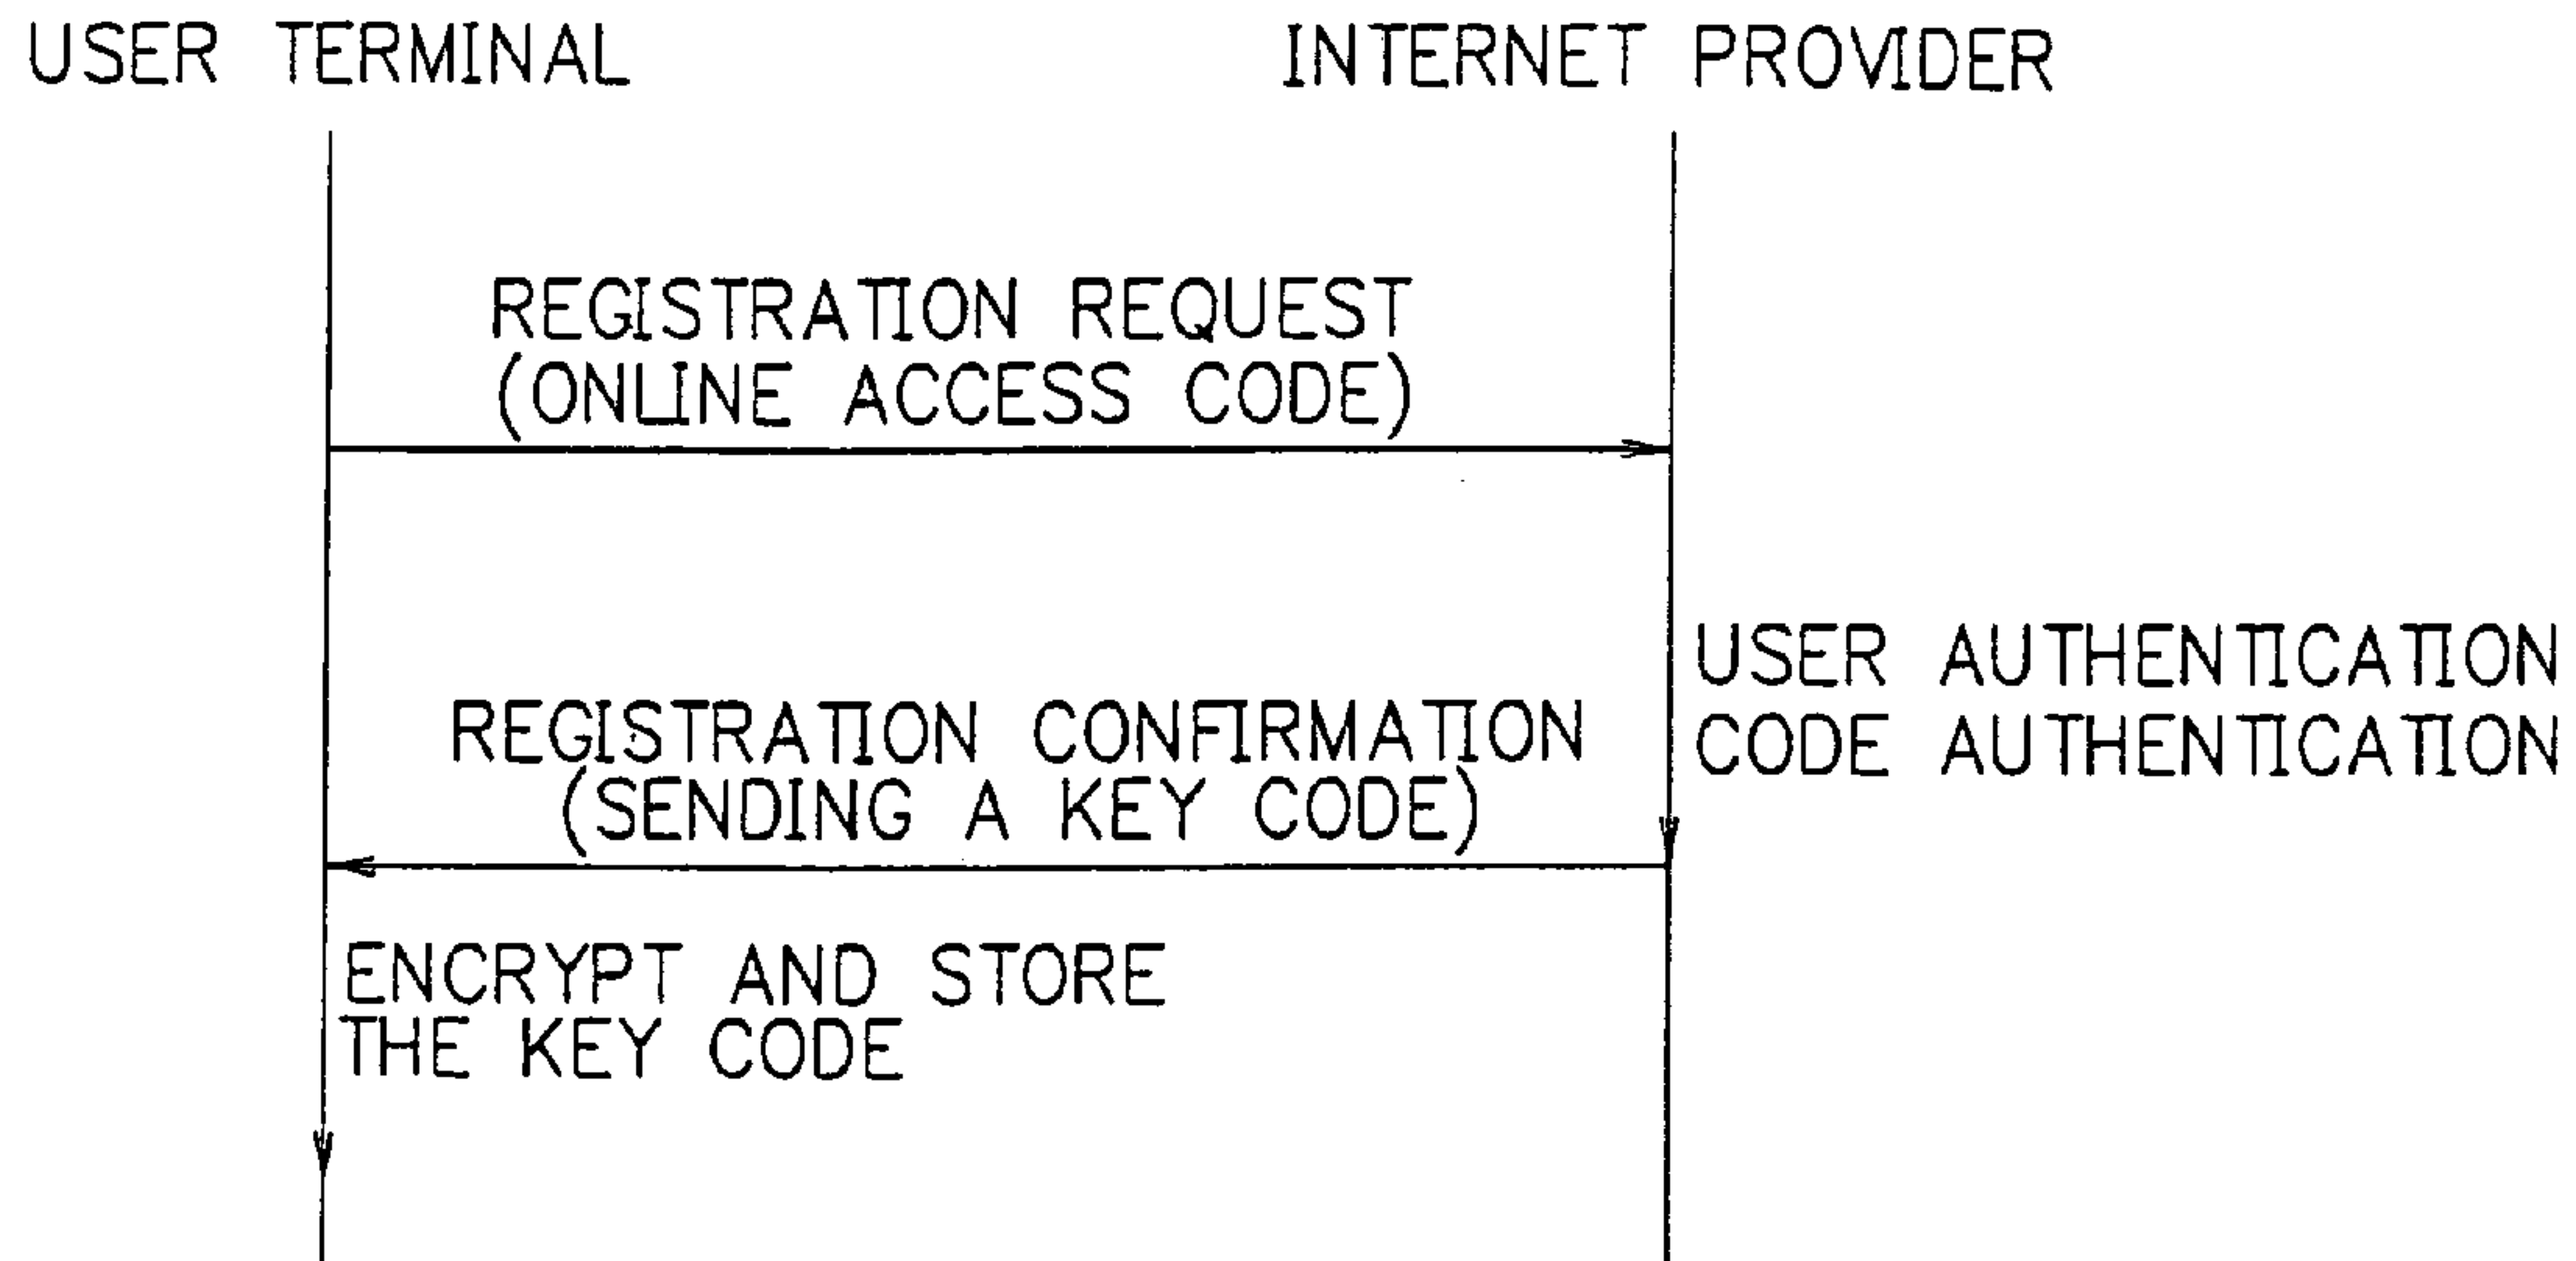 USER TERMINAL
INTERNET PROVIDER
REGISTRATION REQUEST
(ONLINE ACCESS CODE)
USER AUTHENTICATION
CODE AUTHENTICATION
REGISTRATION CONFIRMATION
(SENDING A KEY CODE)
ENCRYPT AND STORE
THE KEY CODE